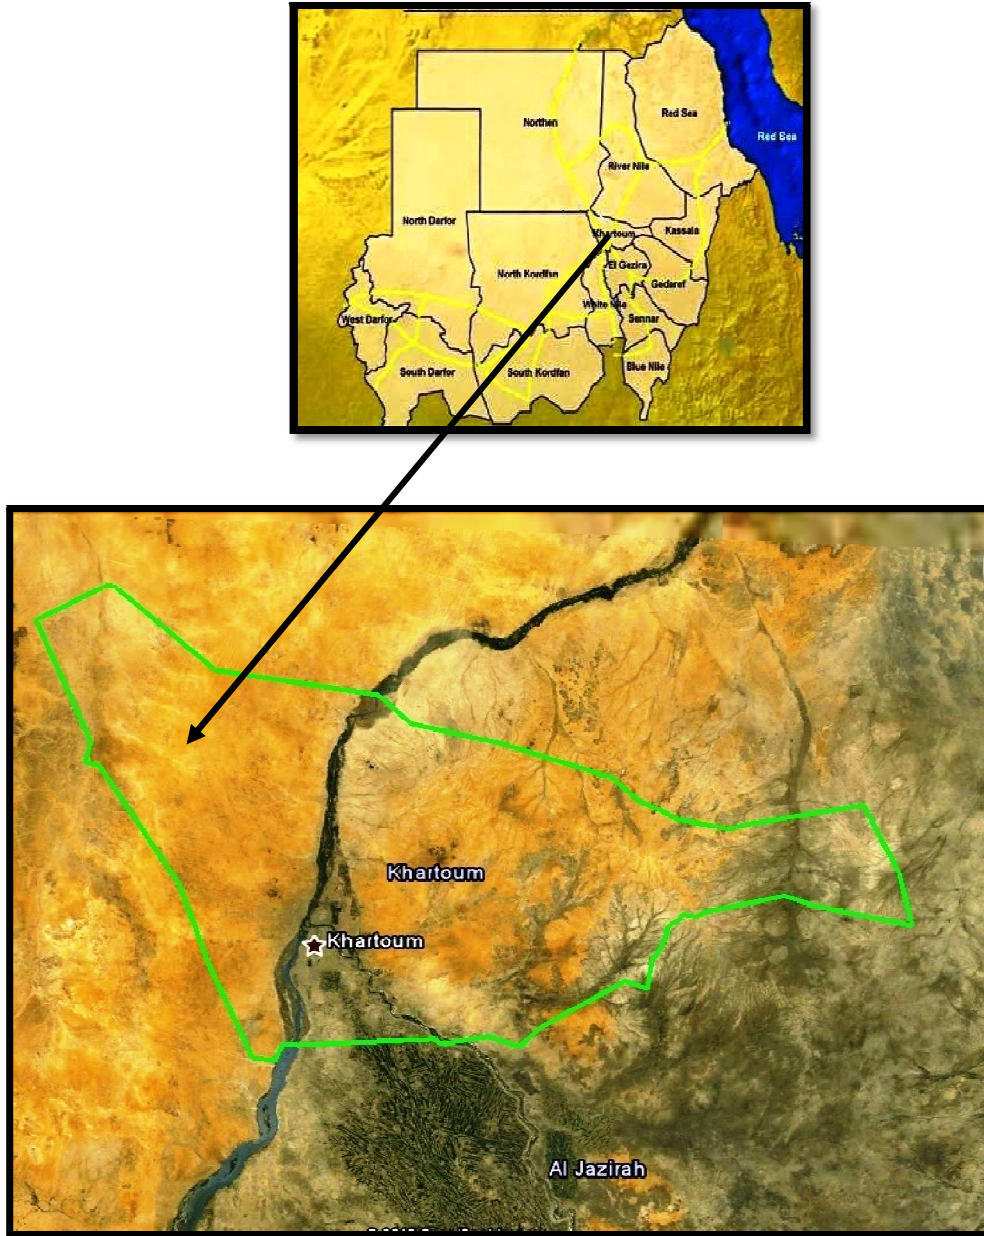 Northen
Red Sea
Red Sea
River Nile
North Darfor
Khartoum
Kassala
El Gezira
North Kordfan
Gedaref
White Nile
West Darfor
Sennar
Blue Nile
South Darfor
South Kordfan
Khartoum
Khartoum
Al Jazirah